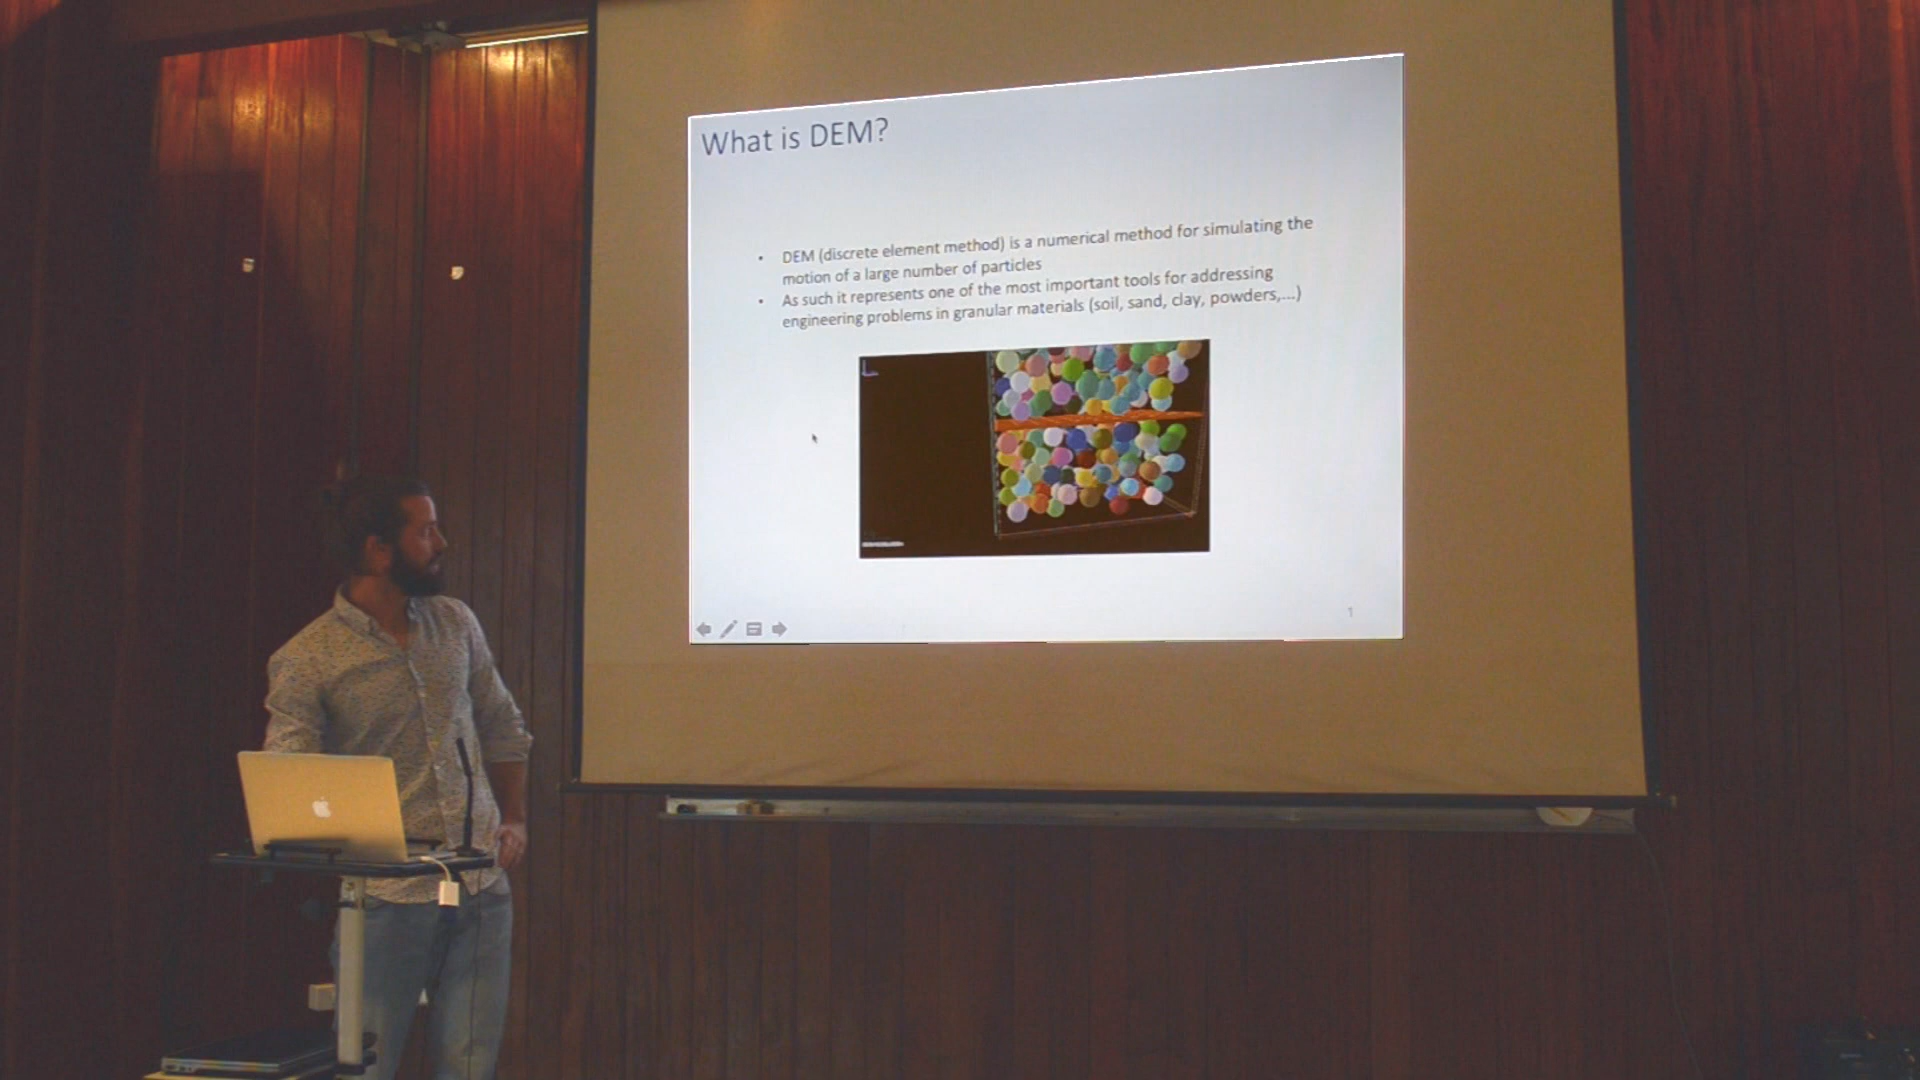 What is DEM?
• DEM (discrete element method) is a numerical method for simulating the
motion of a large number of particles
• As such it represents one of the most important tools for addressing
engineering problems in granular materials (soil, sand, clay, powders,...)
1